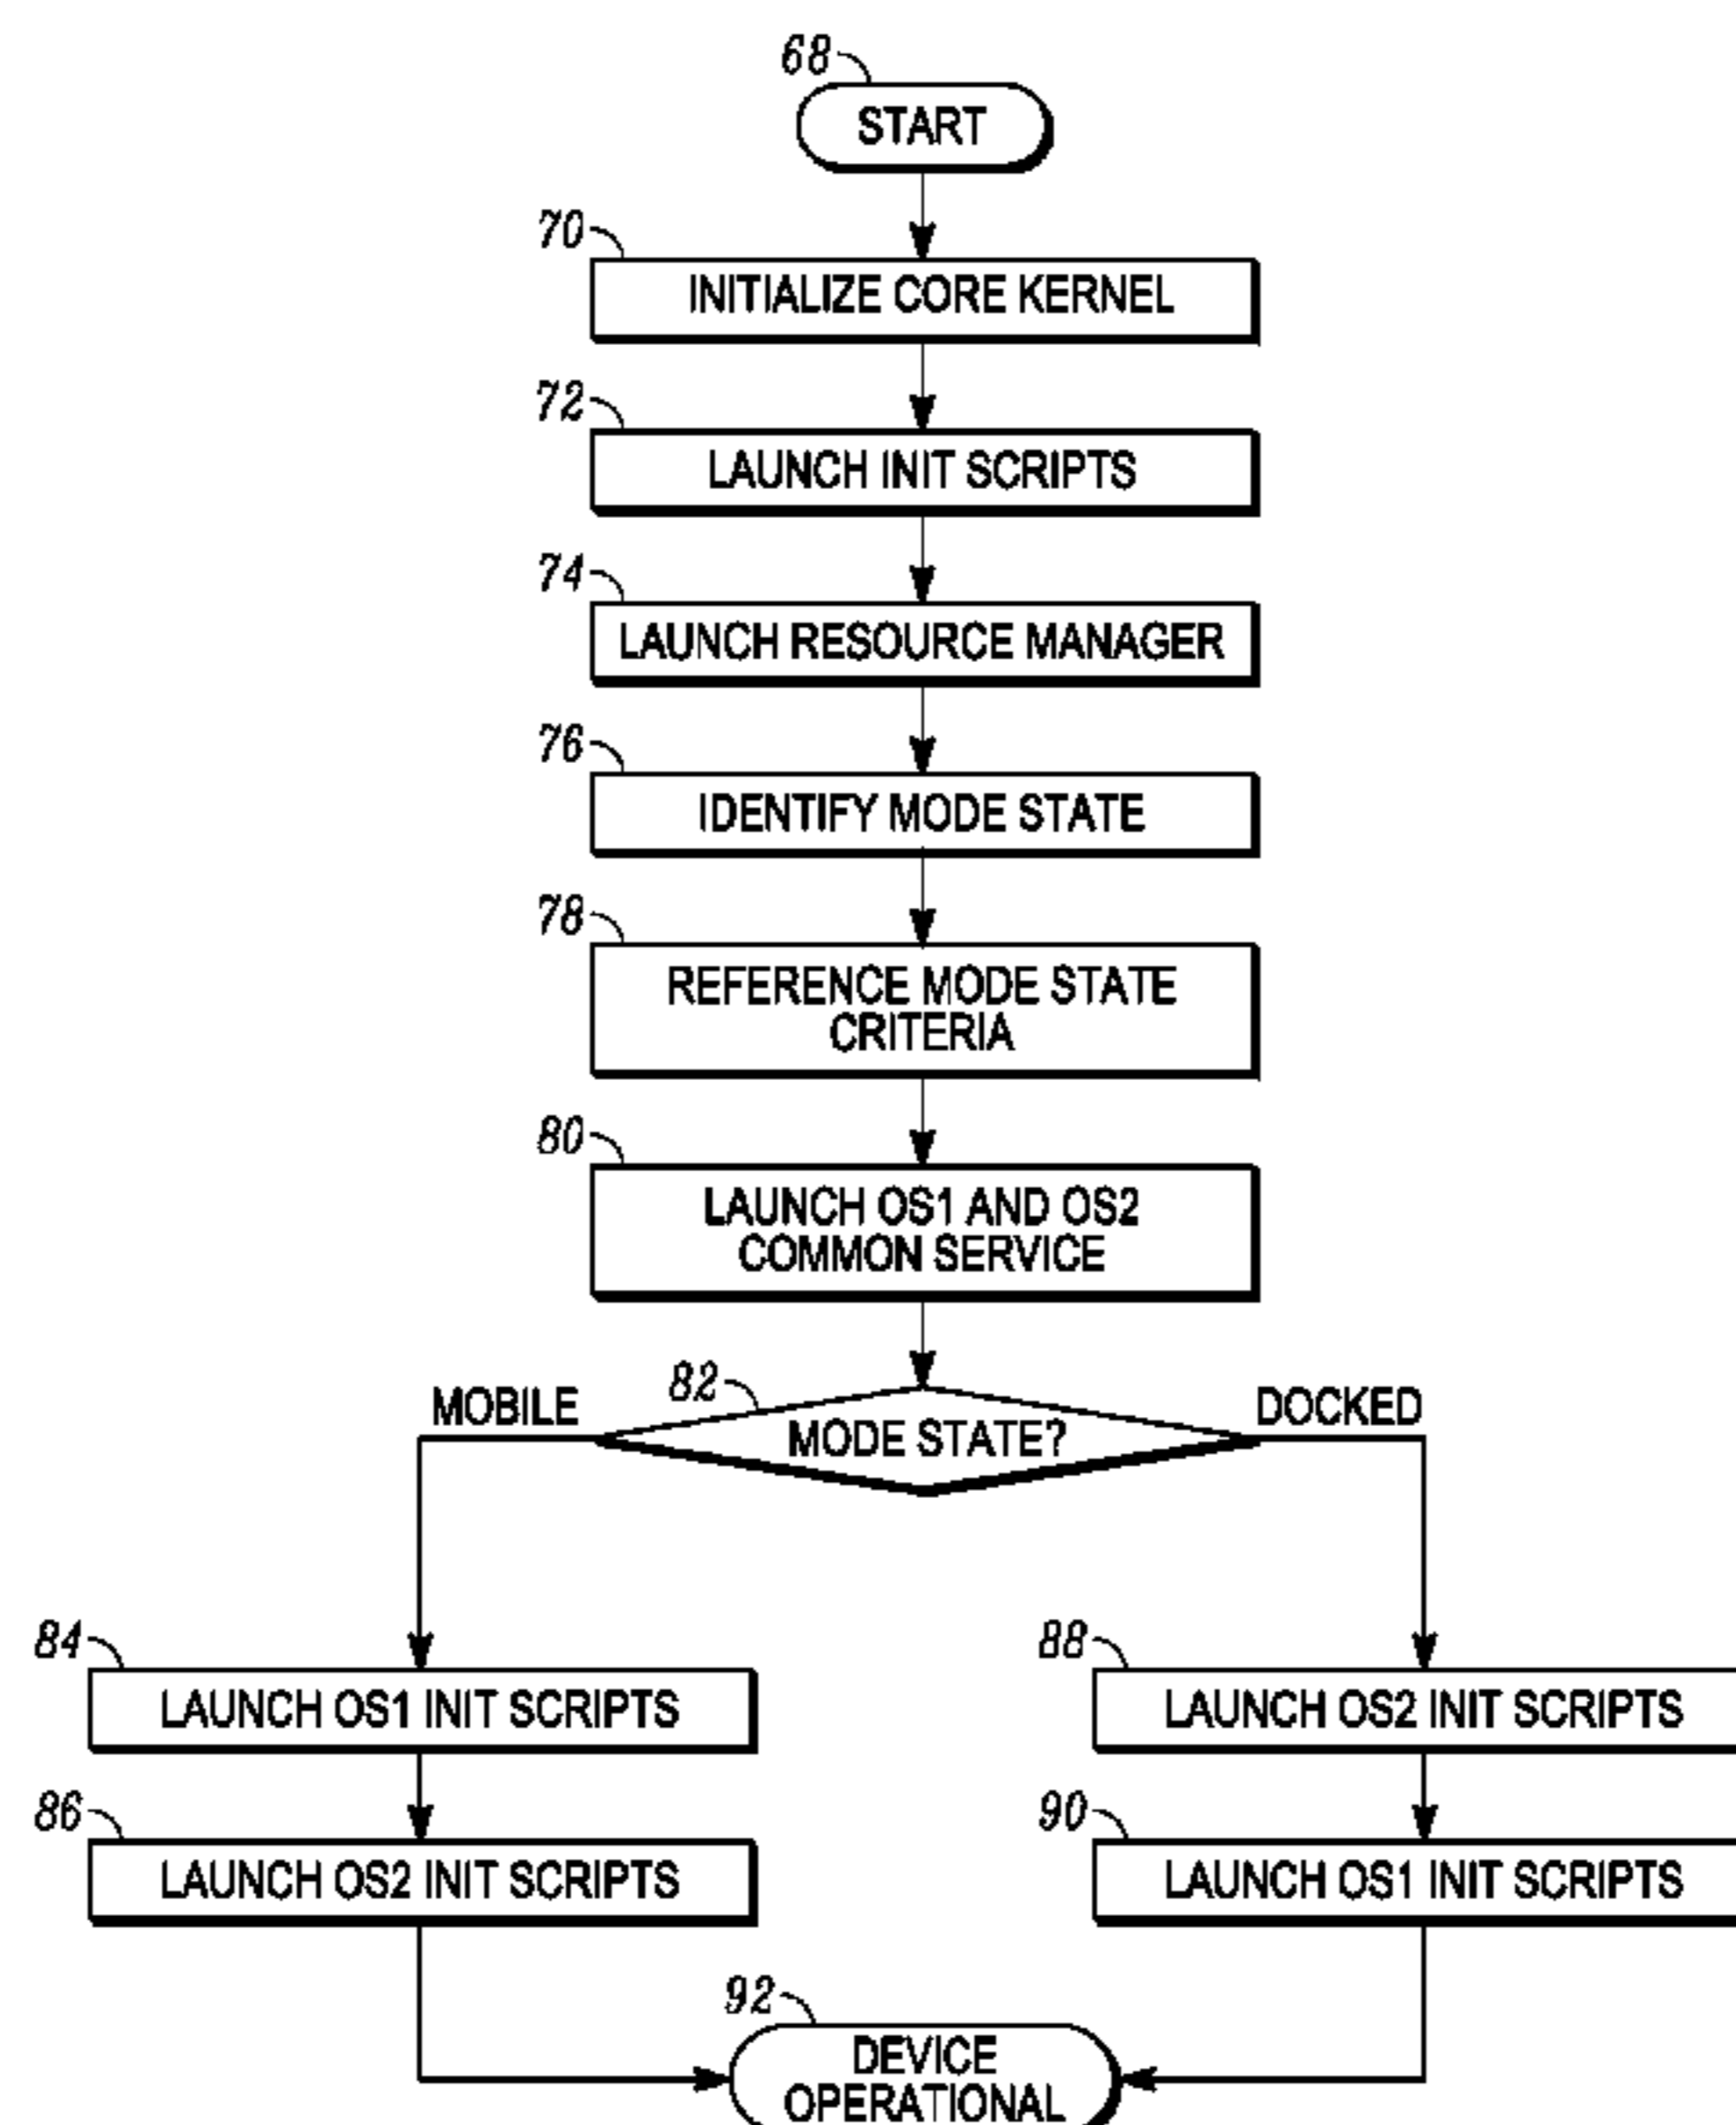 68
START
70
INITIALIZE CORE KERNEL
72
LAUNCH INIT SCRIPTS
74
LAUNCH RESOURCE MANAGER
76
IDENTIFY MODE STATE
78
REFERENCE MODE STATE
CRITERIA
80
LAUNCH OS1 AND OS2
COMMON SERVICE
82
MOBILE
MODE STATE?
DOCKED
84
LAUNCH OS1 INIT SCRIPTS
88
LAUNCH OS2 INIT SCRIPTS
86
LAUNCH OS2 INIT SCRIPTS
90
LAUNCH OS1 INIT SCRIPTS
92
DEVICE
OPERATIONAL